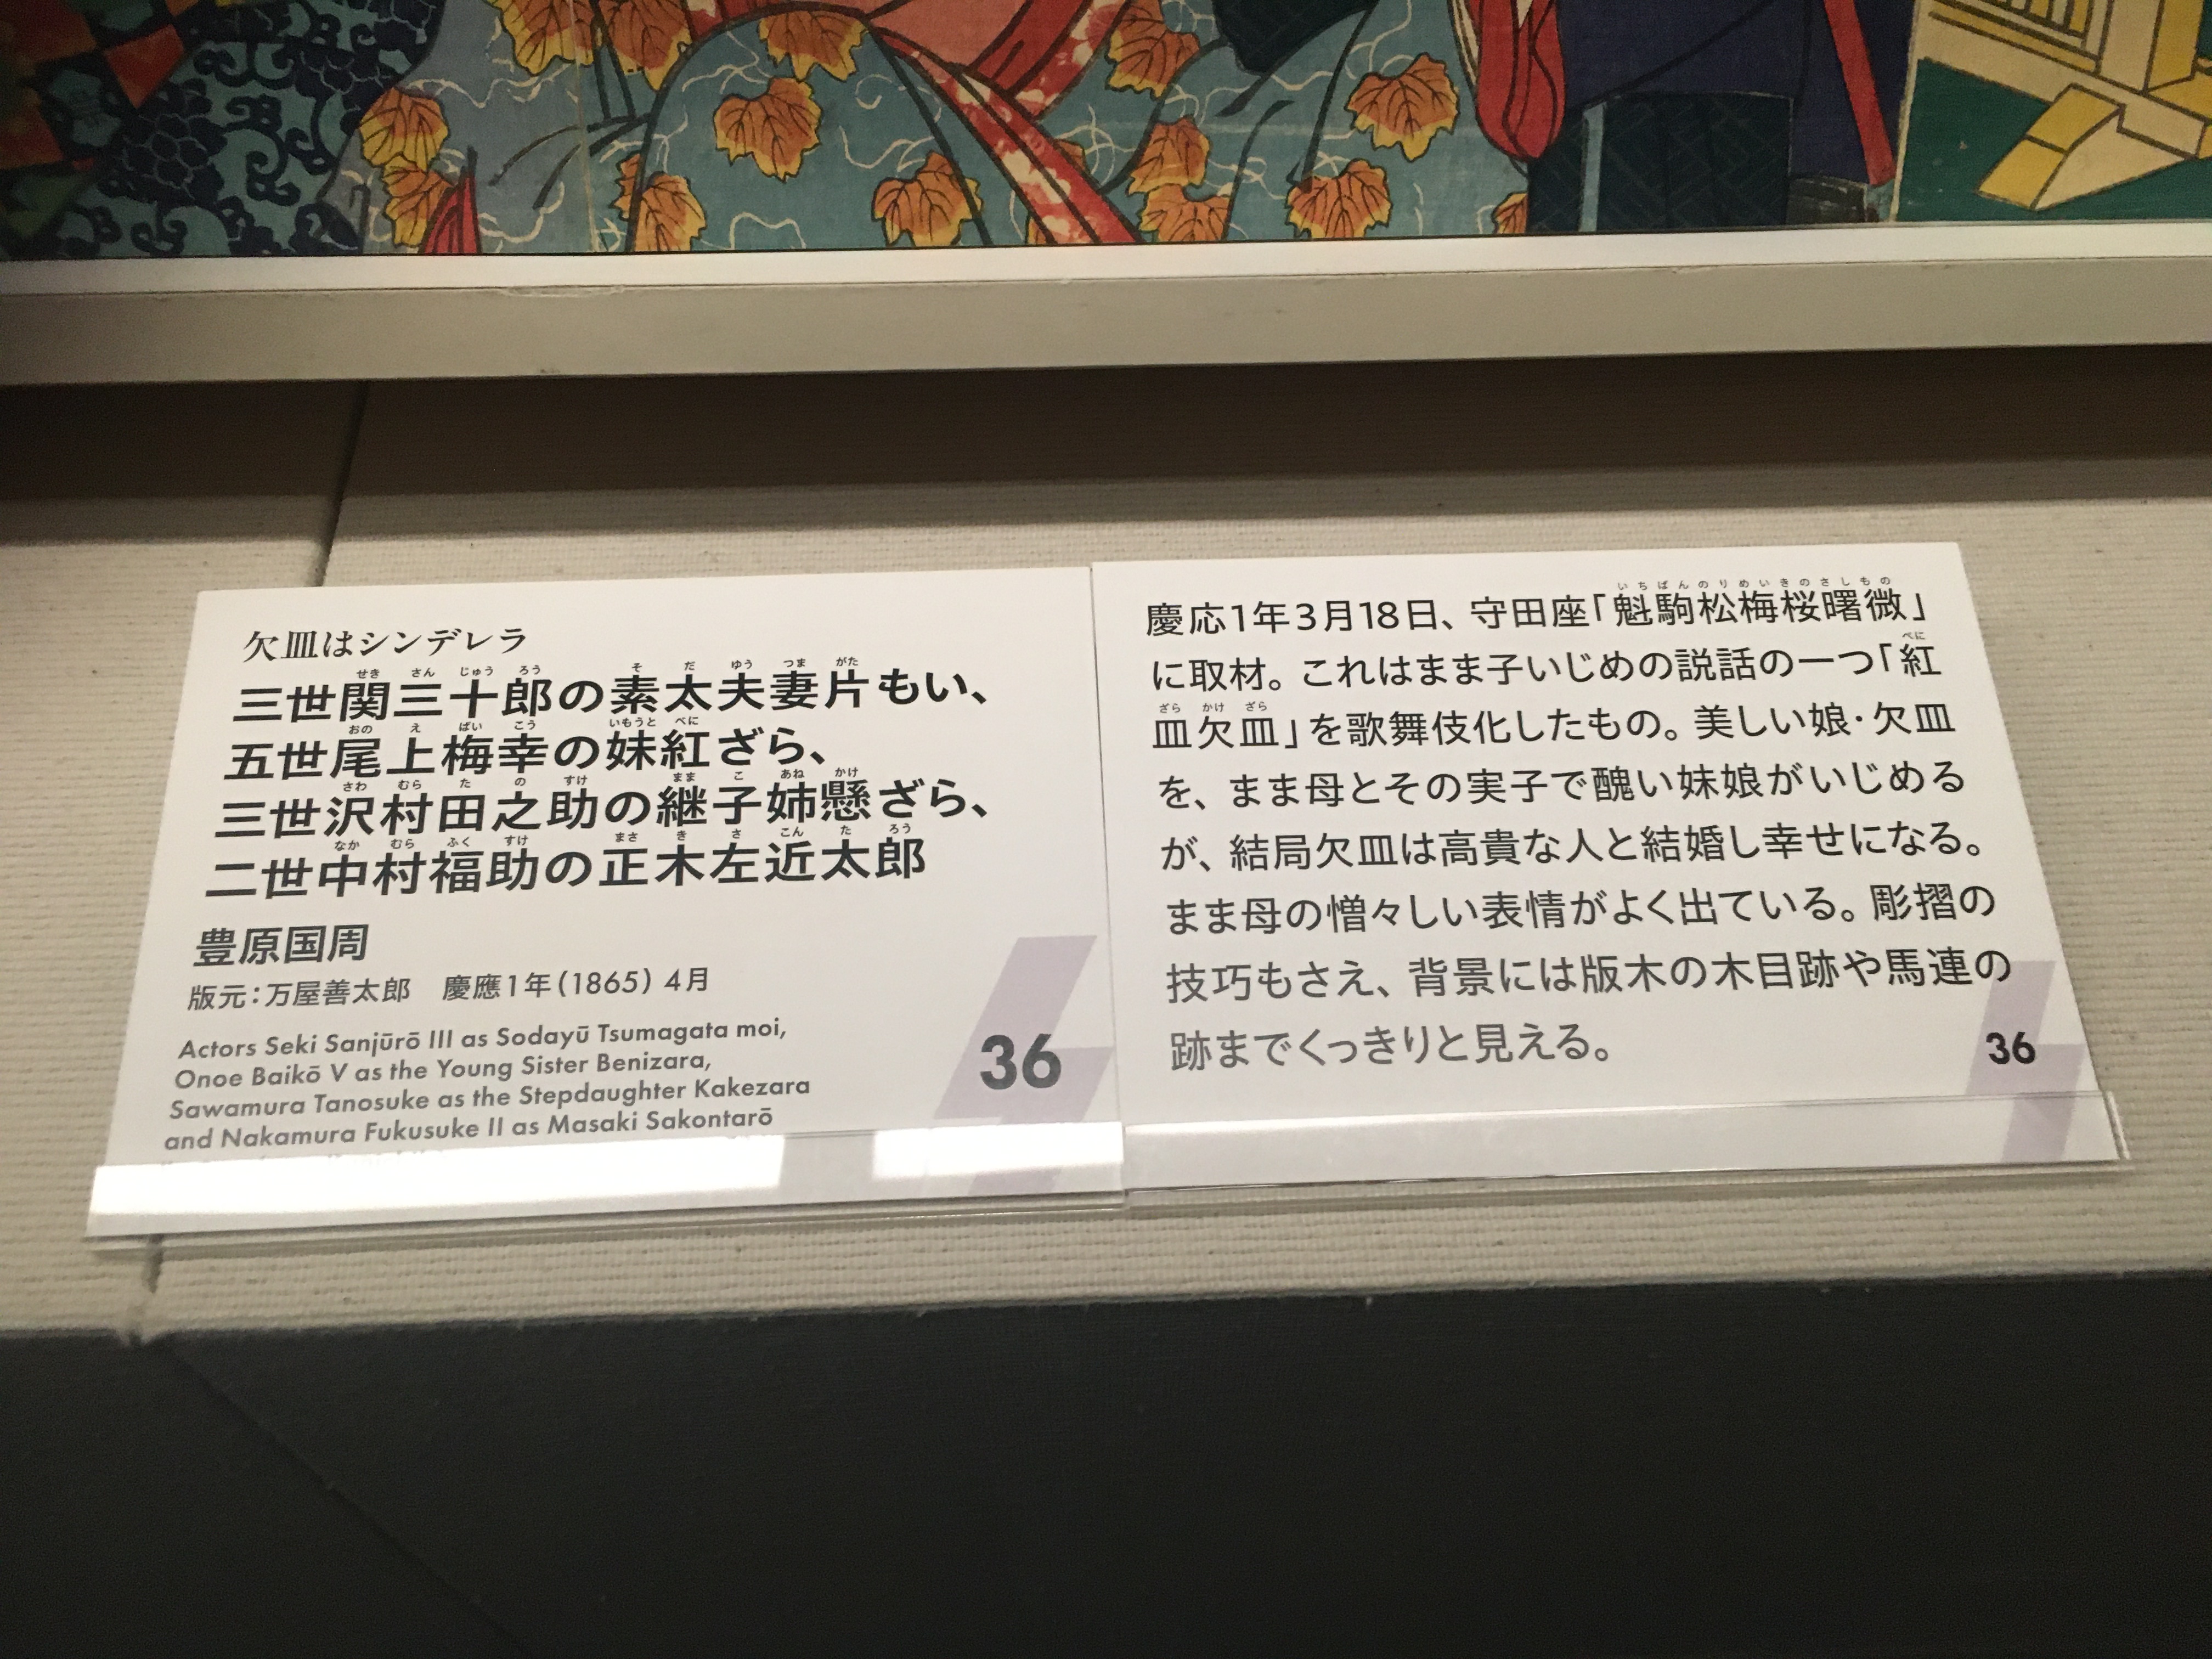 欠皿はシンデレラ
三世関三十郎の素太夫妻片もい、
五世尾上梅幸の妹紅ざら、
三世沢村田之助の継子姉懸ざら、
二世中村福助の正木左近太郎
豊原国周
版元：万屋善太郎　慶應1年（1865）4月
Actors Seki Sanjūrō III as Sodayū Tsumagata moi,
Onoe Baikō V as the Young Sister Benizara,
Sawamura Tanosuke as the Stepdaughter Kakezara
and Nakamura Fukusuke II as Masaki Sakontarō
36
慶応1年3月18日、守田座「魁駒松梅桜曙微」
に取材。これはまま子いじめの説話の一つ「紅
皿欠皿」を歌舞伎化したもの。美しい娘・欠皿
を、まま母とその実子で醜い妹娘がいじめる
が、結局欠皿は高貴な人と結婚し幸せになる。
まま母の憎々しい表情がよく出ている。彫摺の
技巧もさえ、背景には版木の木目跡や馬連の
跡までくっきりと見える。
36